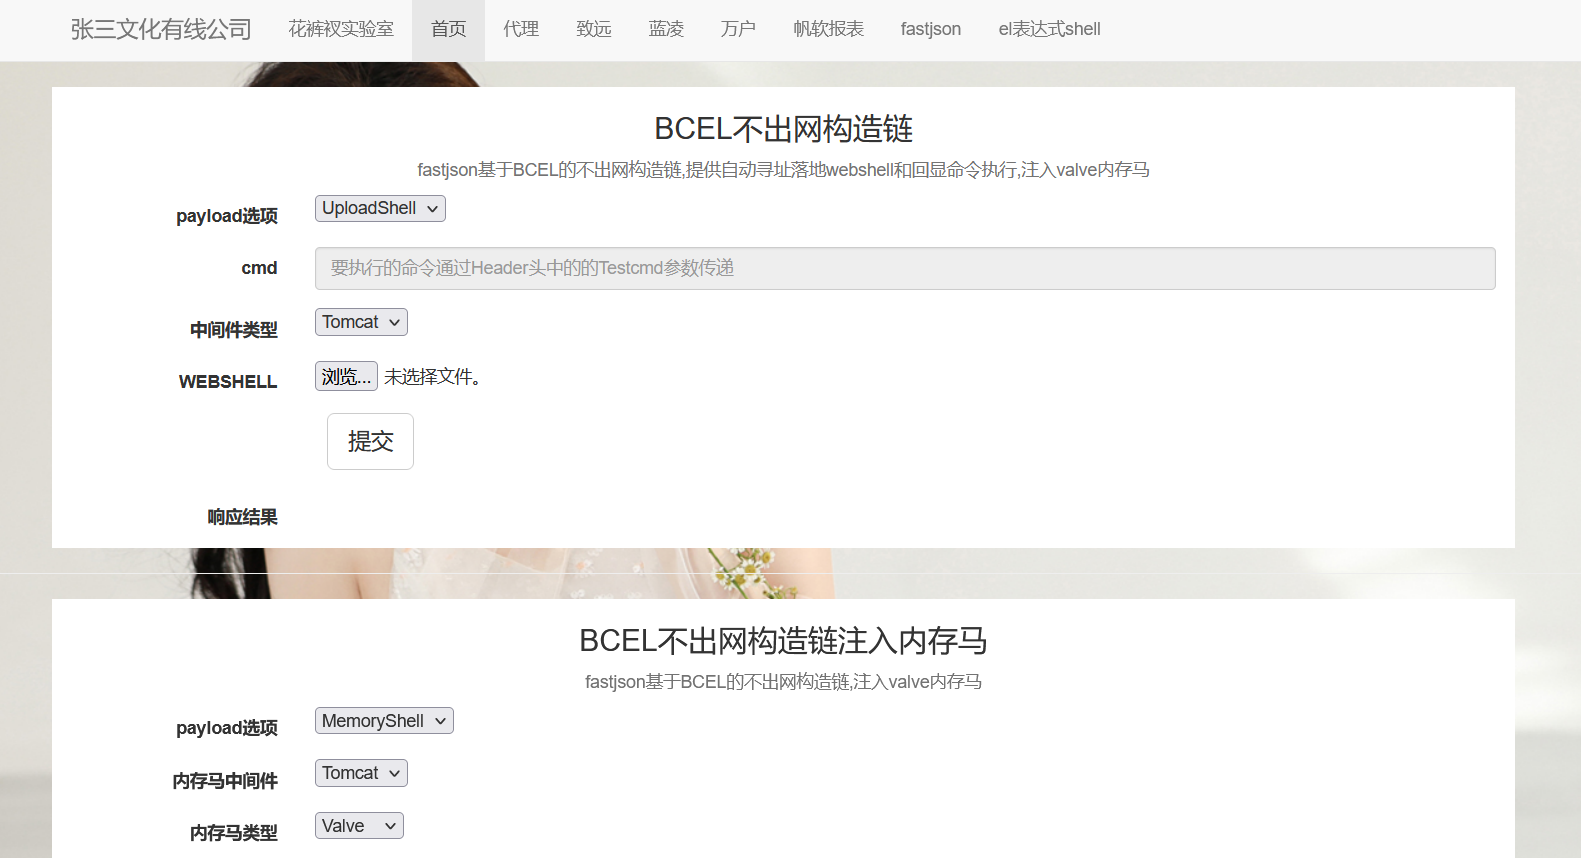 张三文化有线公司 花裤衩实验室 首页 代理 致远 蓝凌 万户 帆软报表 fastjson el表达式shell
BCEL不出网构造链
fastjson基于BCEL的不出网构造链,提供自动寻址落地webshell和回显命令执行,注入valve内存马
payload选项 UploadShell
cmd 要执行的命令通过Header头中的的Testcmd参数传递
中间件类型 Tomcat
WEBSHELL 浏览... 未选择文件。
提交
响应结果
BCEL不出网构造链注入内存马
fastjson基于BCEL的不出网构造链,注入valve内存马
payload选项 MemoryShell
内存马中间件 Tomcat
内存马类型 Valve